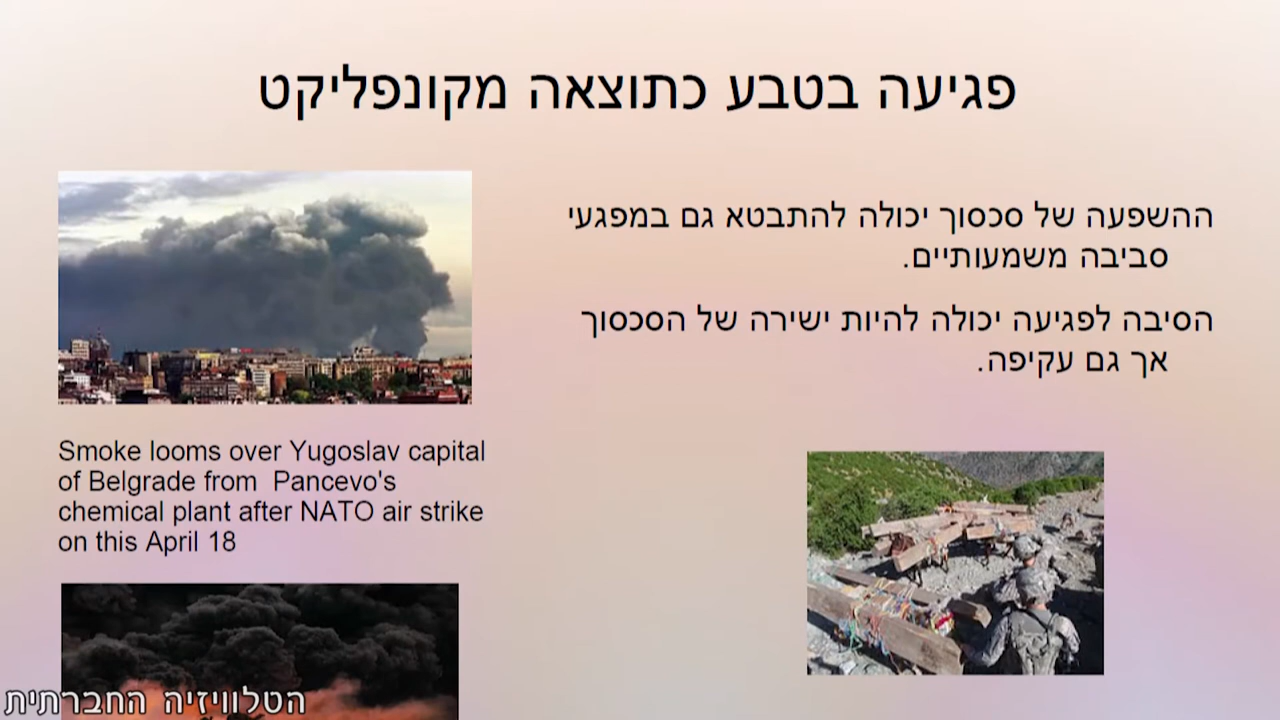 פגיעה בטבע כתוצאה מקונפליקט
ההשפעה של סכסוך יכולה להתבטא גם במפגעי
סביבה משמעותיים.
הסיבה לפגיעה יכולה להיות ישירה של הסכסוך
אך גם עקיפה.
Smoke looms over Yugoslav capital
of Belgrade from  Pancevo's
chemical plant after NATO air strike
on this April 18
הטלוויזיה החברתית